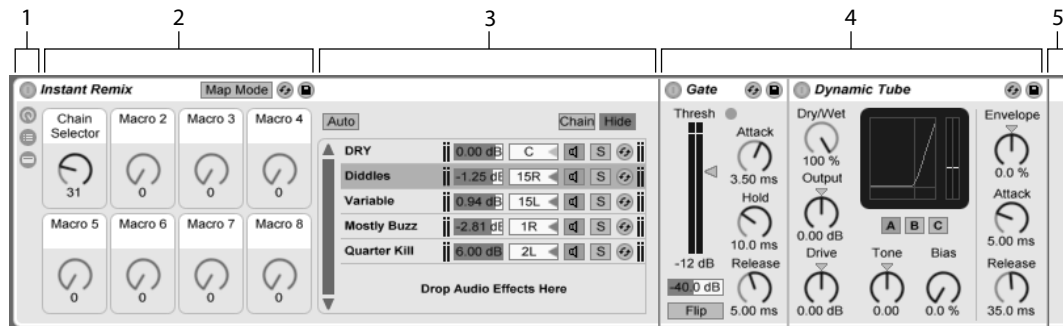 1 2 3 4 5
Instant Remix Map Mode
Chain Selector Macro 2 Macro 3 Macro 4
31 0 0 0
Macro 5 Macro 6 Macro 7 Macro 8
0 0 0 0
Auto Chain Hide
DRY 0.00 dB C S
Diddles -1.25 dB 15R S
Variable 0.94 dB 15L S
Mostly Buzz -2.81 dB 1R S
Quarter Kill 6.00 dB 2L S
Drop Audio Effects Here
Gate
Thresh
Attack
3.50 ms
Hold
10.0 ms
-12 dB Release
-40.0 dB
Flip 5.00 ms
Dynamic Tube
Dry/Wet Envelope
100 % 0.0 %
Output Attack
0.00 dB A B C 5.00 ms
Drive Tone Bias Release
0.00 dB 0.00 0.0 % 35.0 ms